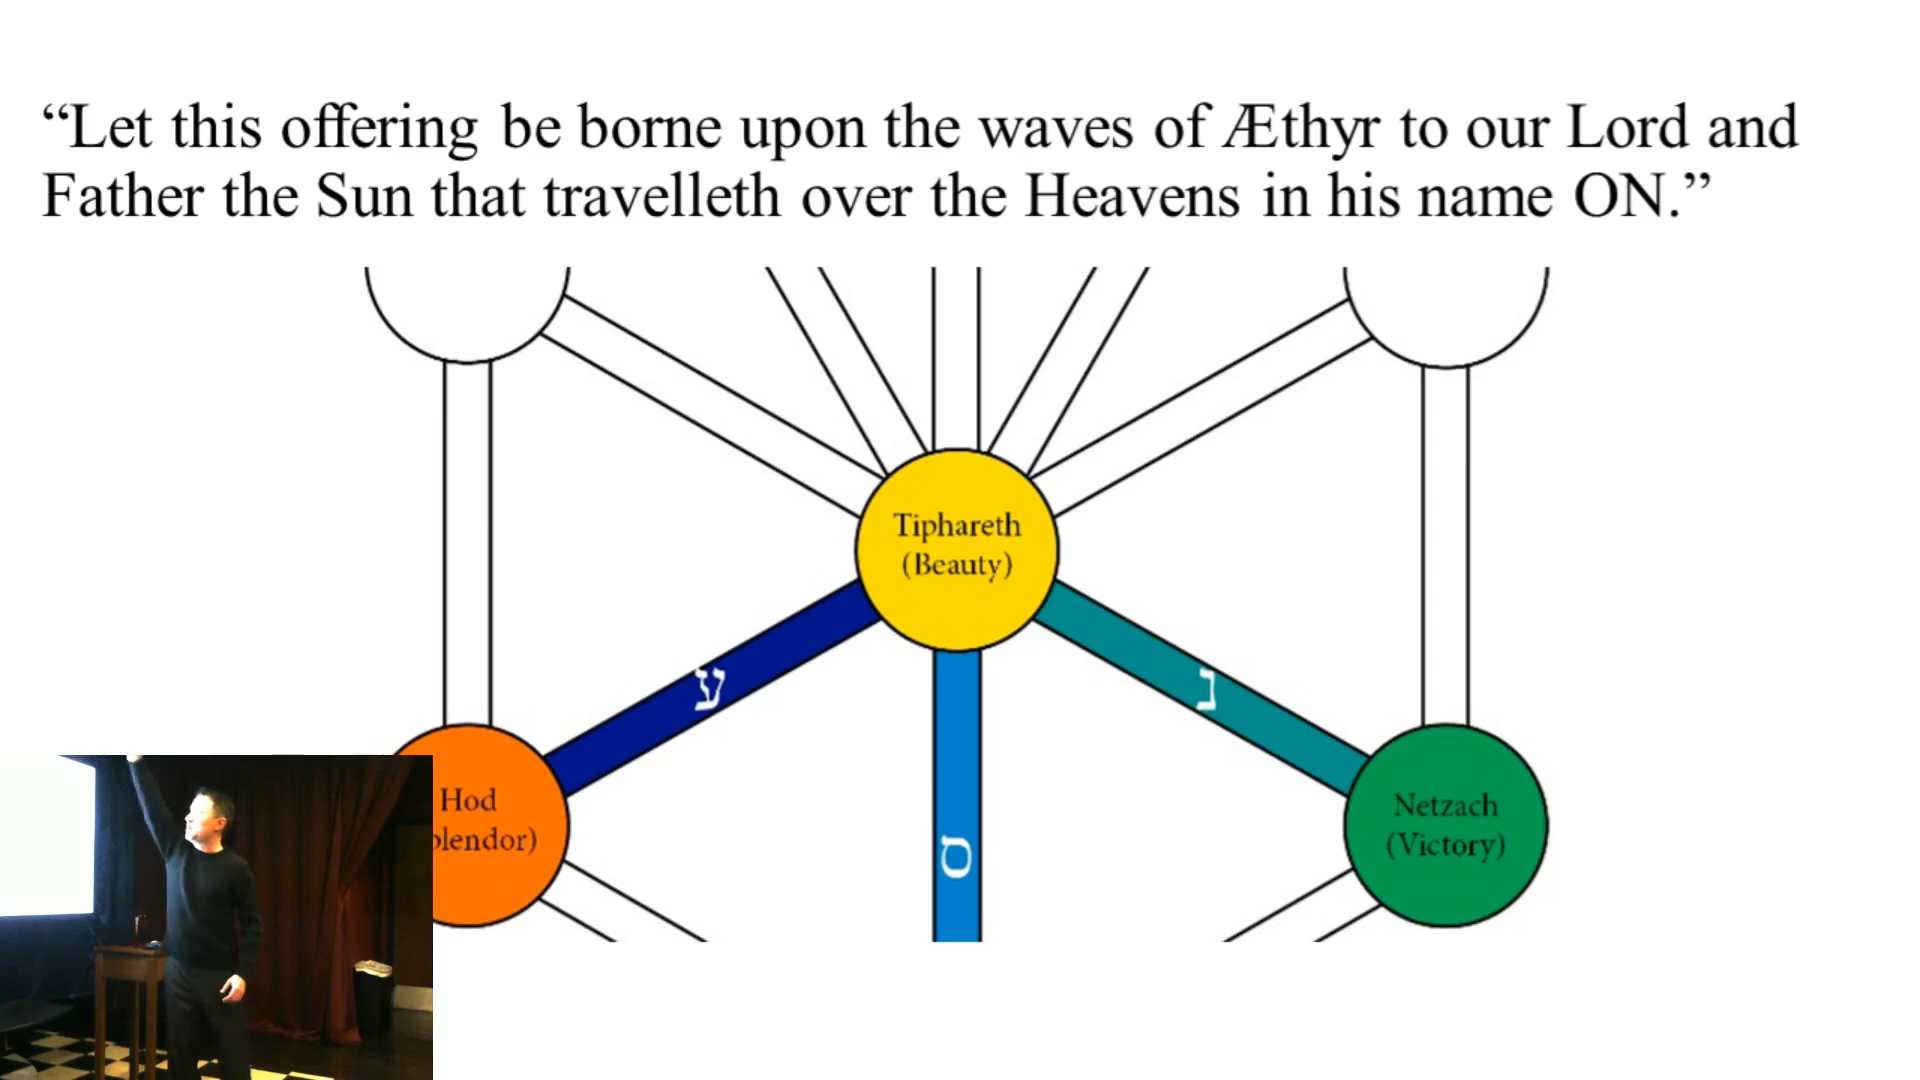 “Let this offering be borne upon the waves of Æthyr to our Lord and
Father the Sun that travelleth over the Heavens in his name ON.”
Tiphareth
(Beauty)
ע
נ
ס
Hod
plendor)
Netzach
(Victory)